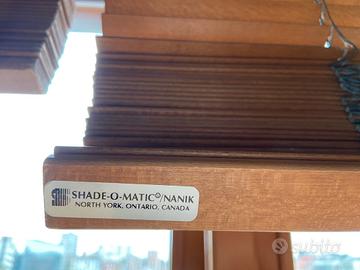 SHADE-O-MATIC®/NANIK
NORTH YORK, ONTARIO, CANADA
subito